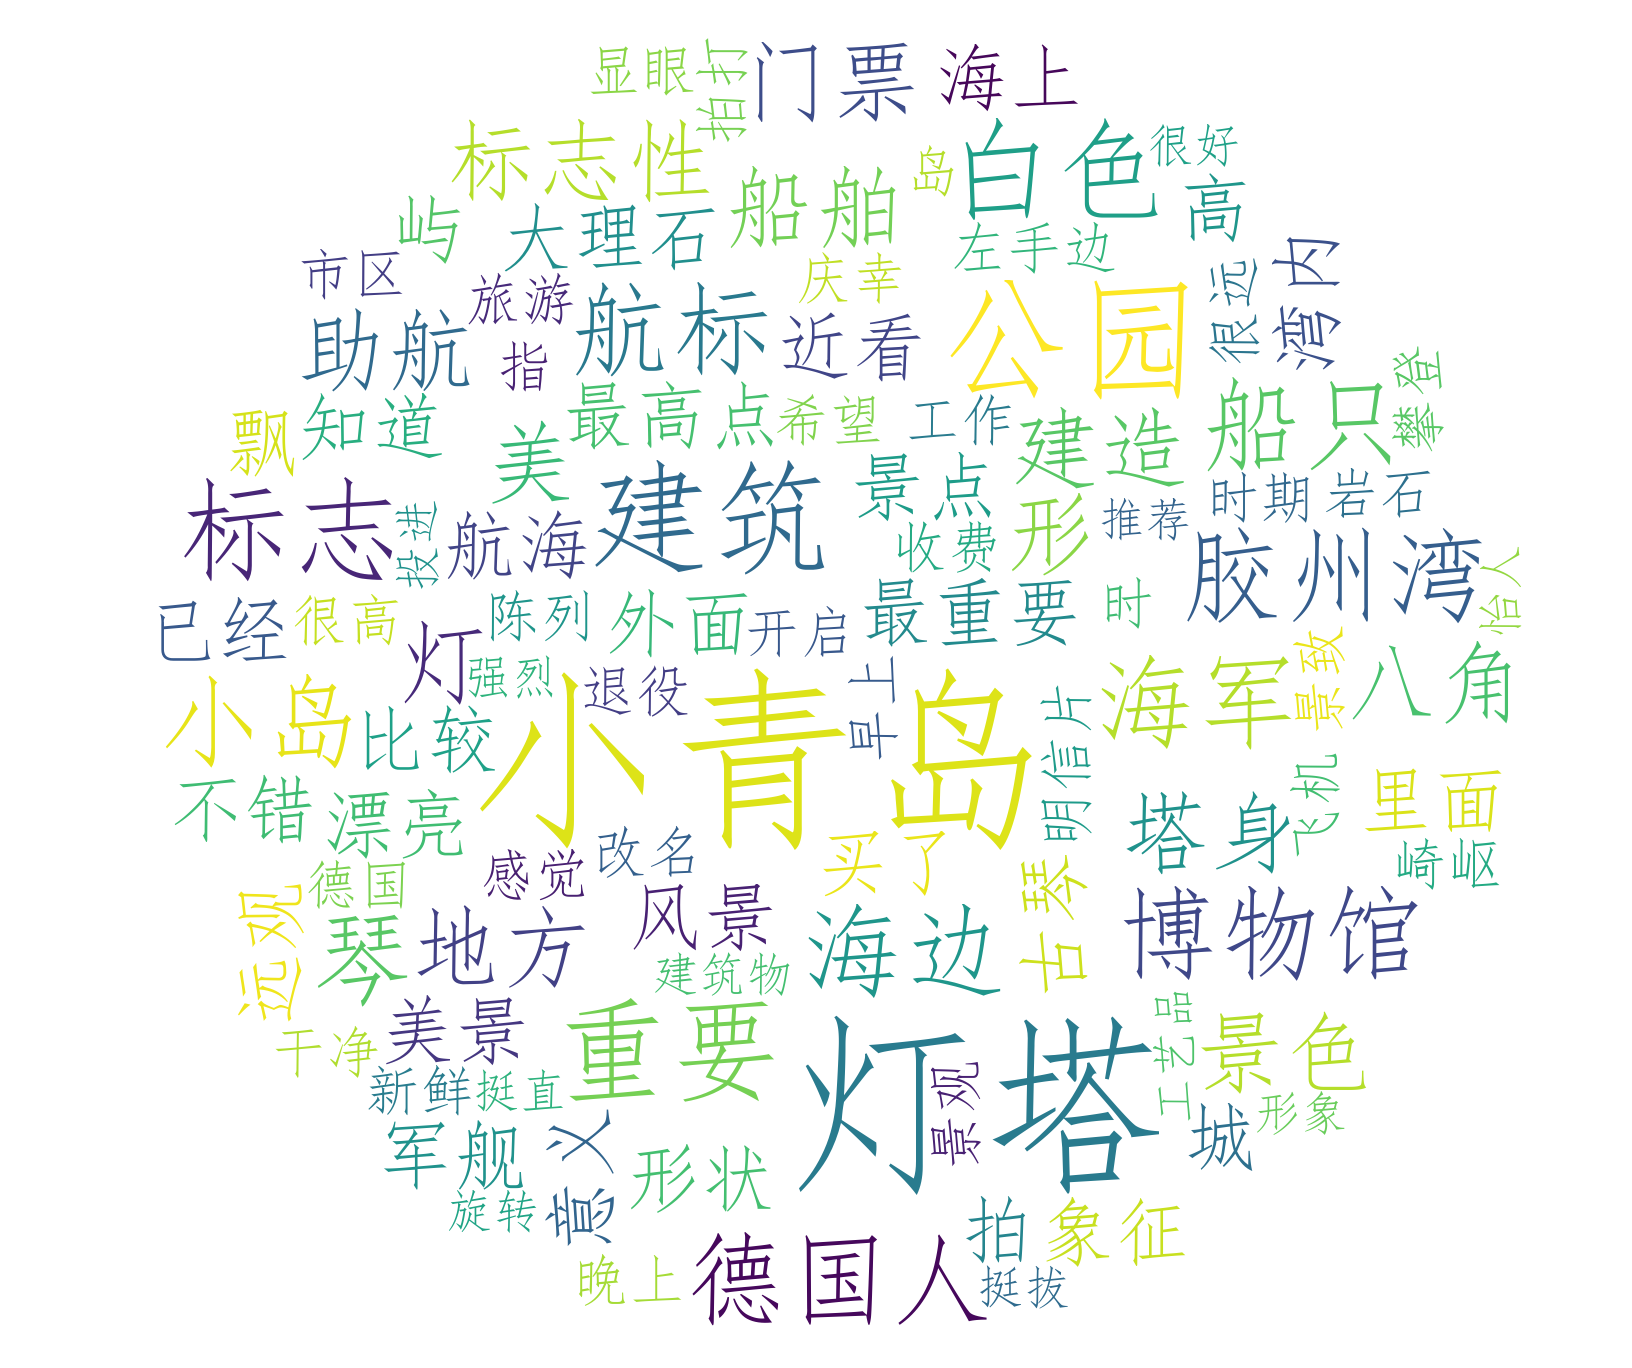 显眼
拍打
门票
海上
标志性
船舶
岛
白色
很好
屿
大理石
左手边
高
市区
旅游
庆幸
很远
湾内
助航
指
航标
近看
公园
飘
知道
美
最高点
希望
工作
建造
船只
攀登
标志
投进
航海
建筑
景点
收费
形
推荐
时期
岩石
已经
很高
灯
陈列
外面
开启
最重要
时
胶州湾
怡人
强烈
退役
早上
小岛
比较
小青岛
明信片
海军
景致
八角
不错
漂亮
改名
买了
塔身
飞机
里面
崎岖
远观
德国
感觉
琴
地方
风景
建筑物
海边
古琴
博物馆
干净
美景
重要
灯塔
景观
工艺品
景色
新鲜
挺直
形象
军舰
意义
形状
城
旋转
拍
象征
晚上
德国人
挺拔